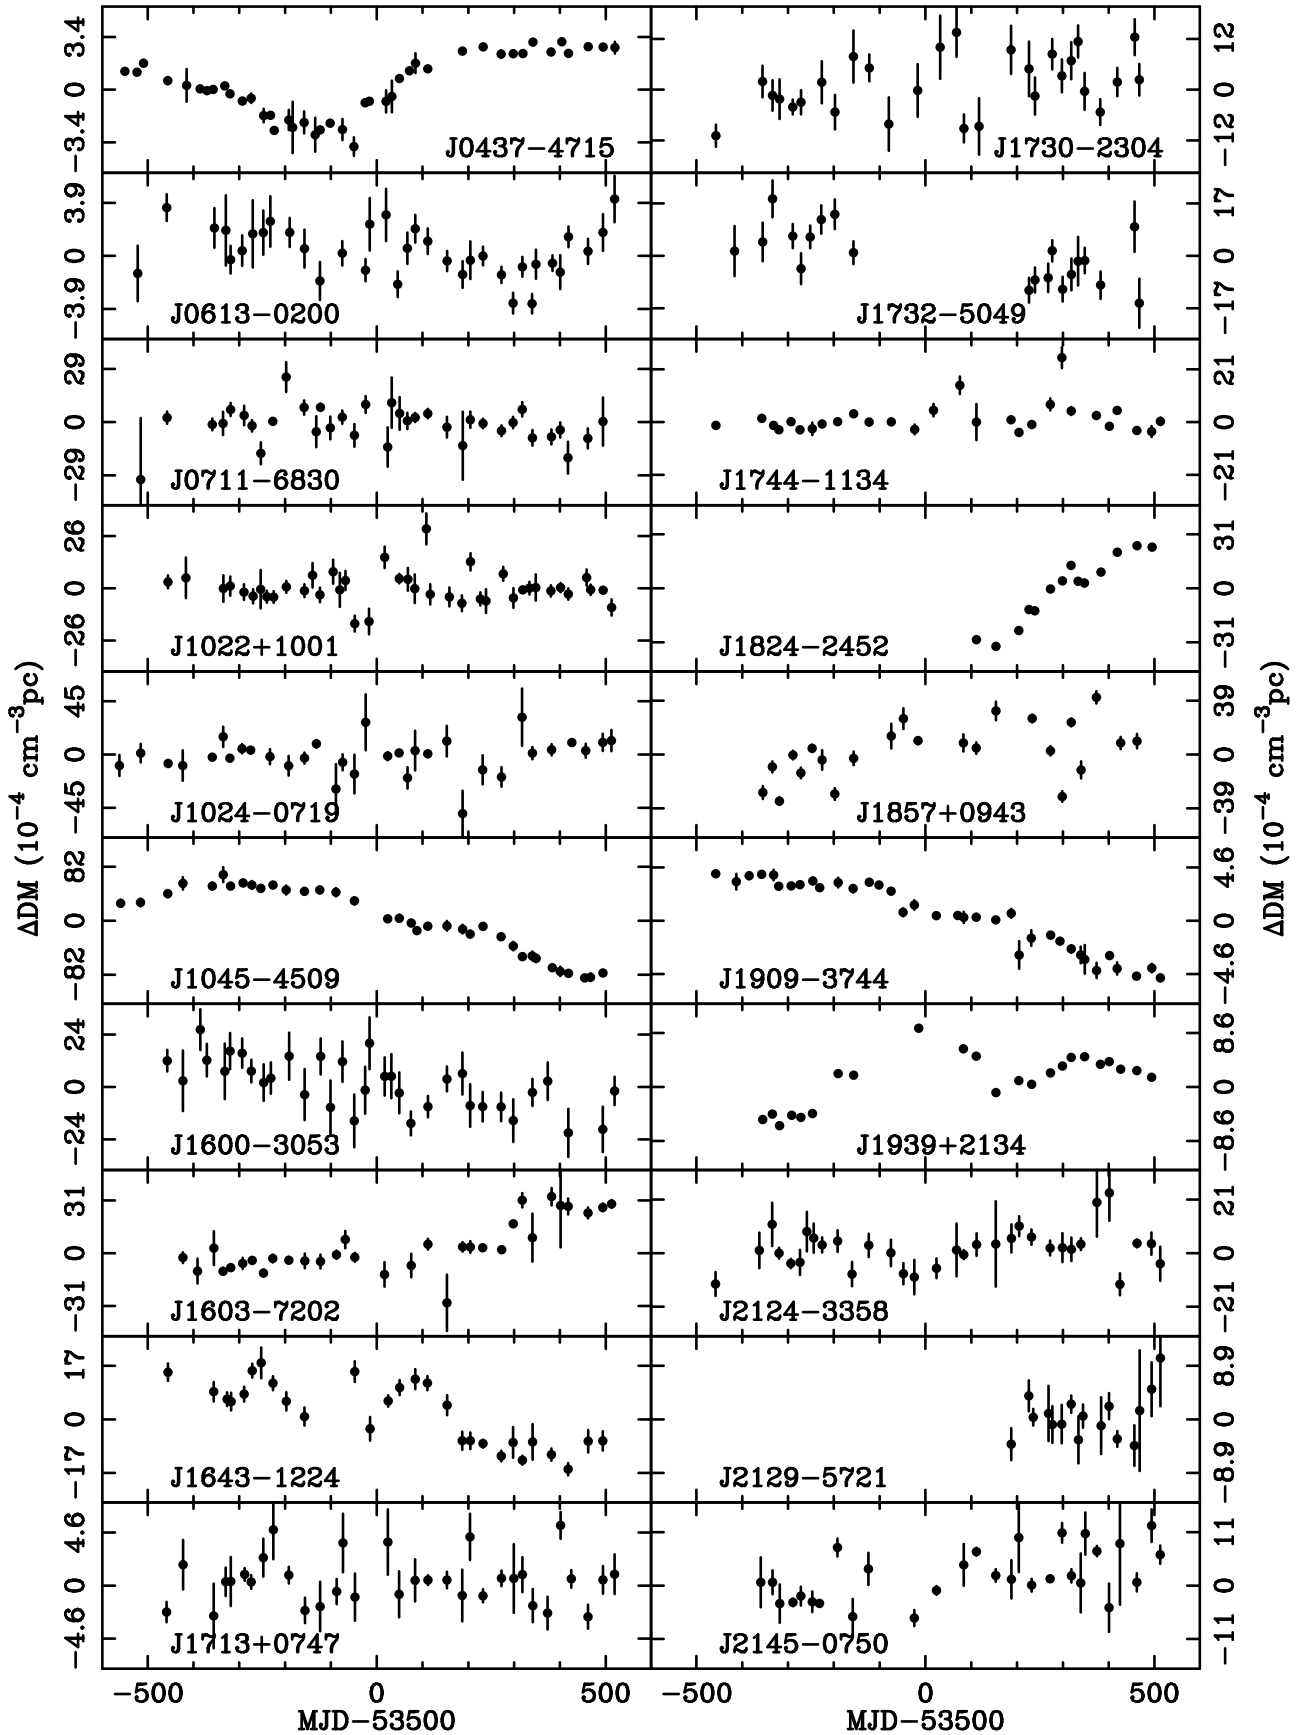 3.4
0
−3.4
J0437−4715
12
0
−12
J1730−2304
3.9
0
−3.9
J0613−0200
17
0
−17
J1732−5049
29
0
−29
J0711−6830
21
0
−21
J1744−1134
26
0
−26
J1022+1001
31
0
−31
J1824−2452
45
0
−45
J1024−0719
39
0
−39
J1857+0943
ΔDM (10−4 cm−3pc)
ΔDM (10−4 cm−3pc)
82
0
−82
J1045−4509
4.6
0
−4.6
J1909−3744
24
0
−24
J1600−3053
8.6
0
−8.6
J1939+2134
31
0
−31
J1603−7202
21
0
−21
J2124−3358
17
0
−17
J1643−1224
8.9
0
−8.9
J2129−5721
4.6
0
−4.6
J1713+0747
11
0
−11
J2145−0750
−500 0 500 −500 0 500
MJD−53500 MJD−53500